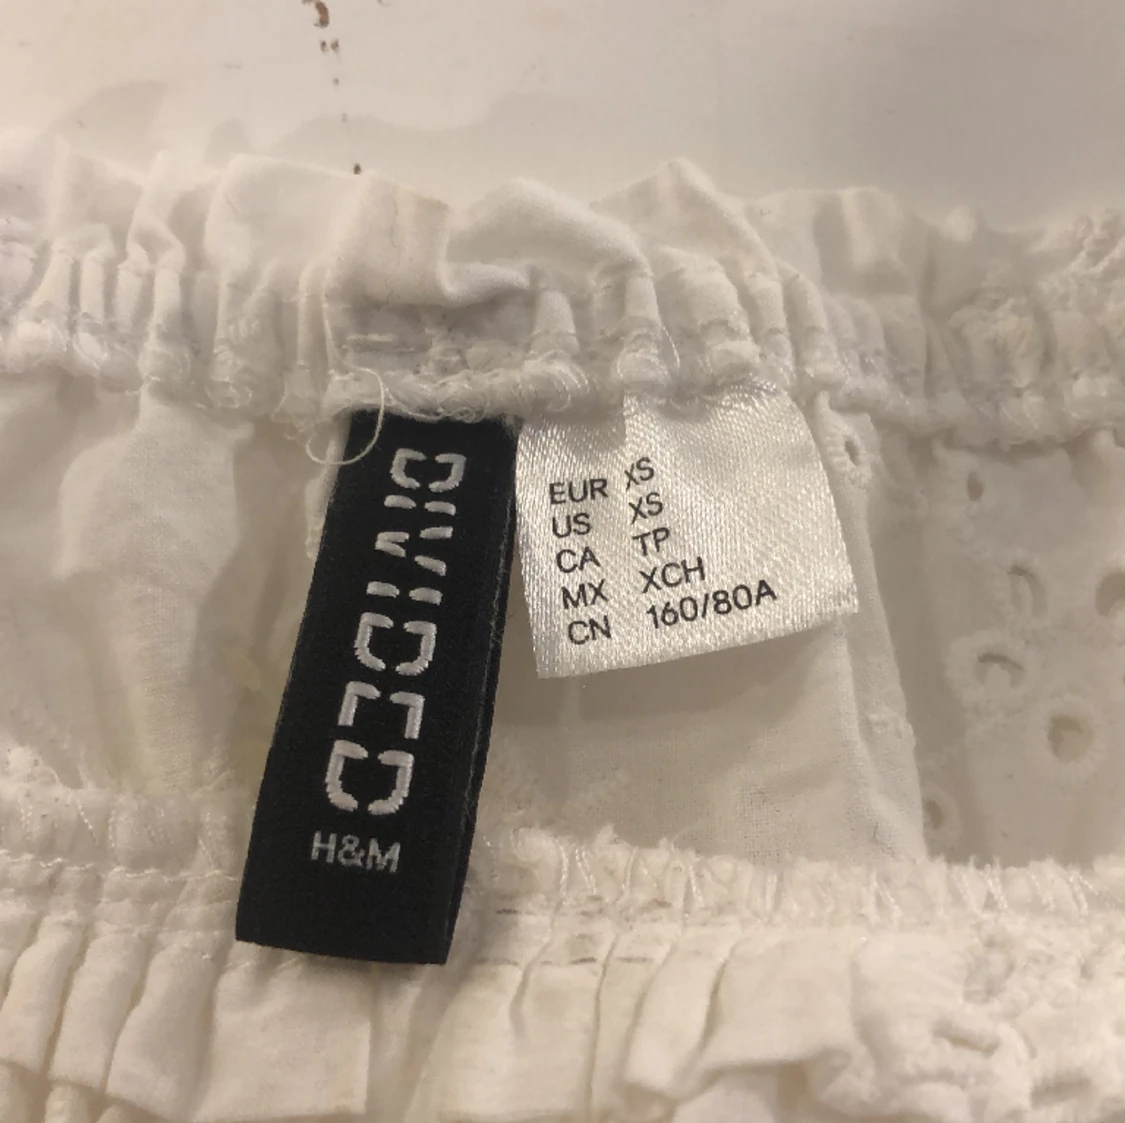 DIVIDED
H&M
EUR XS
US XS
CA TP
MX XCH
CN 160/80A